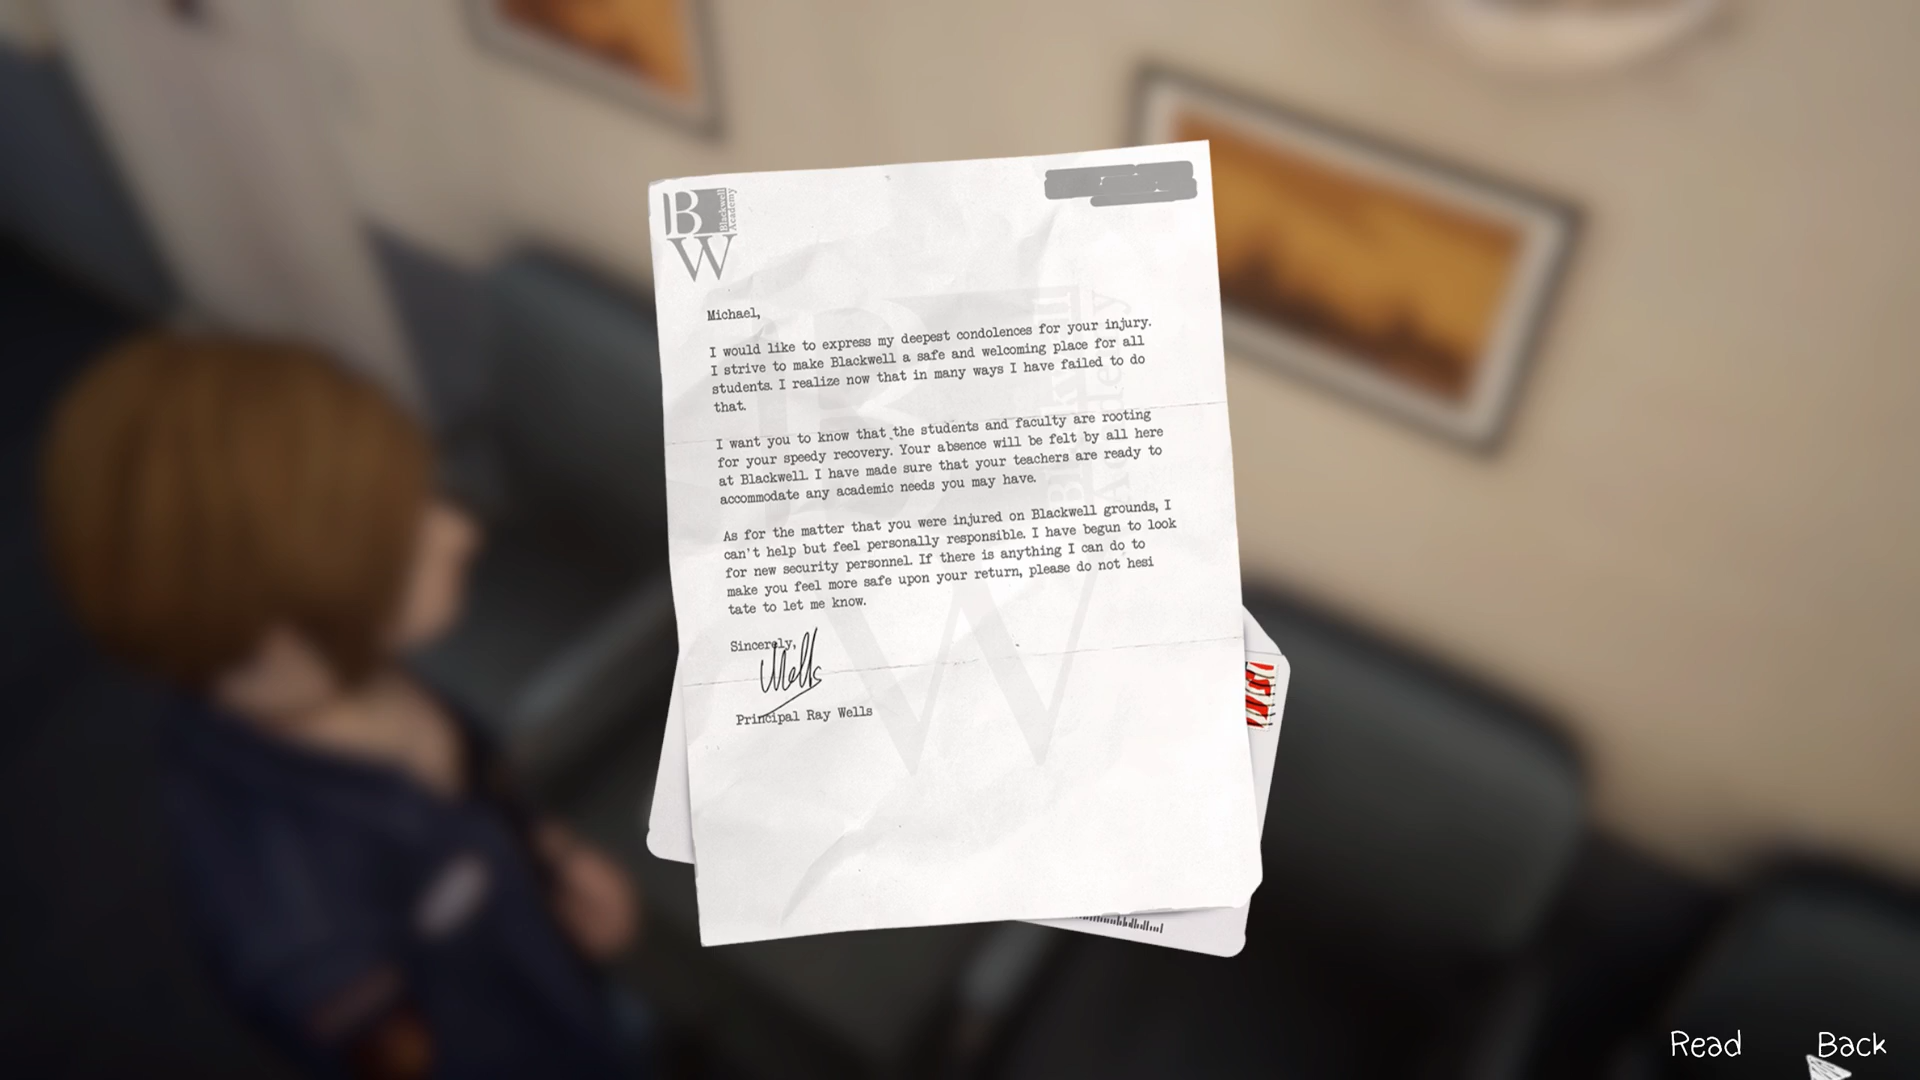 B
Blackwell
Academy
W
Michael,
I would like to express my deepest condolences for your injury.
I strive to make Blackwell a safe and welcoming place for all
students. I realize now that in many ways I have failed to do
that.
I want you to know that the students and faculty are rooting
for your speedy recovery. Your absence will be felt by all here
at Blackwell. I have made sure that your teachers are ready to
accommodate any academic needs you may have.
As for the matter that you were injured on Blackwell grounds, I
can't help but feel personally responsible. I have begun to look
for new security personnel. If there is anything I can do to
make you feel more safe upon your return, please do not hesi
tate to let me know.
Sincerely,
Wells
Principal Ray Wells
Read
Back